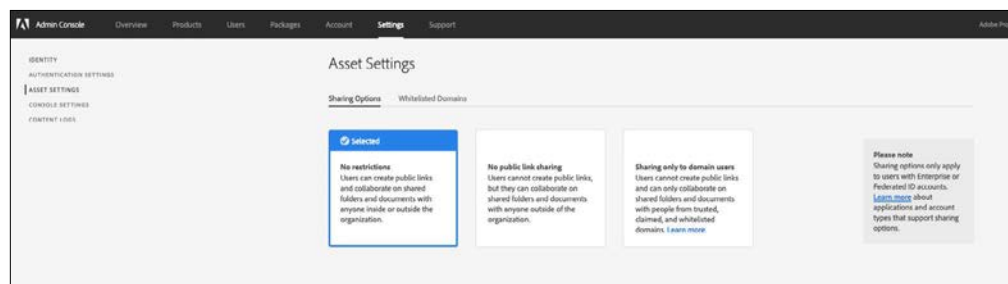 Admin Console Overview Products Users Packages Account Settings Support Adobe Pro
IDENTITY
AUTHENTICATION SETTINGS
ASSET SETTINGS
CONSOLE SETTINGS
CONTENT LOGS
Asset Settings
Sharing Options Whitelisted Domains
Selected
No restrictions
Users can create public links
and collaborate on shared
folders and documents with
anyone inside or outside the
organization.
No public link sharing
Users cannot create public links,
but they can collaborate on
shared folders and documents
with anyone outside of the
organization.
Sharing only to domain users
Users cannot create public links
and can only collaborate on
shared folders and documents
with people from trusted,
claimed, and whitelisted
domains. Learn more
Please note
Sharing options only apply
to users with Enterprise or
Federated ID accounts.
Learn more about
applications and account
types that support sharing
options.